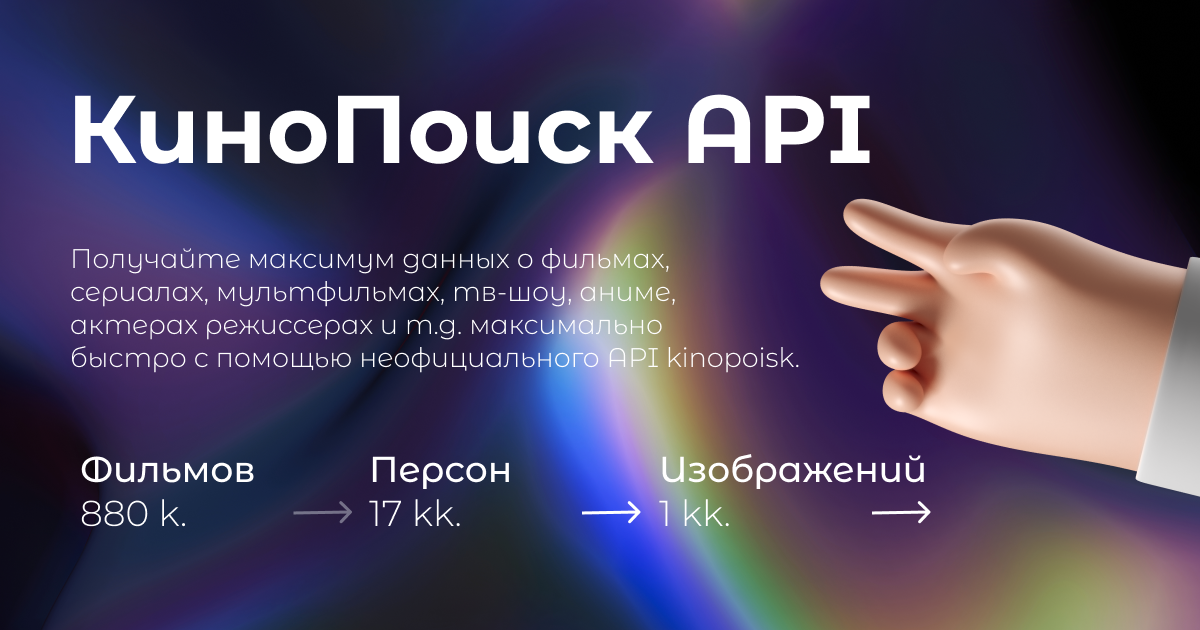 КиноПоиск API
Получайте максимум данных о фильмах,
сериалах, мультфильмах, тв-шоу, аниме,
актерах режиссерах и т.д. максимально
быстро с помощью неофициального API kinopoisk.
Фильмов
880 k.
Персон
17 kk.
Изображений
1 kk.